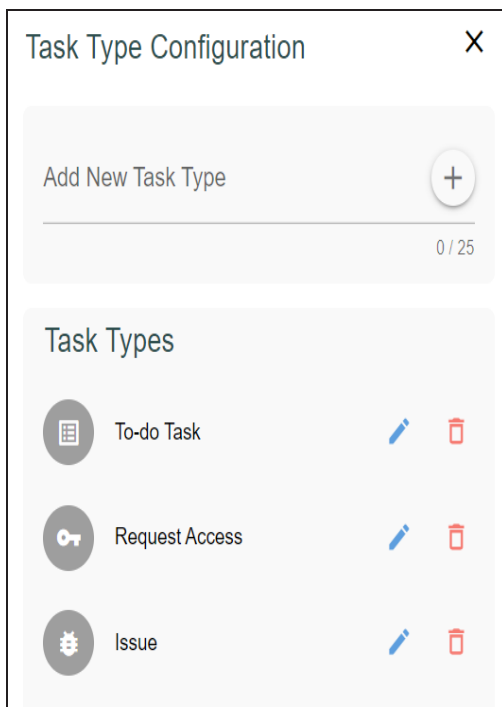 Task Type Configuration
X
Add New Task Type
0 / 25
Task Types
To-do Task
Request Access
Issue